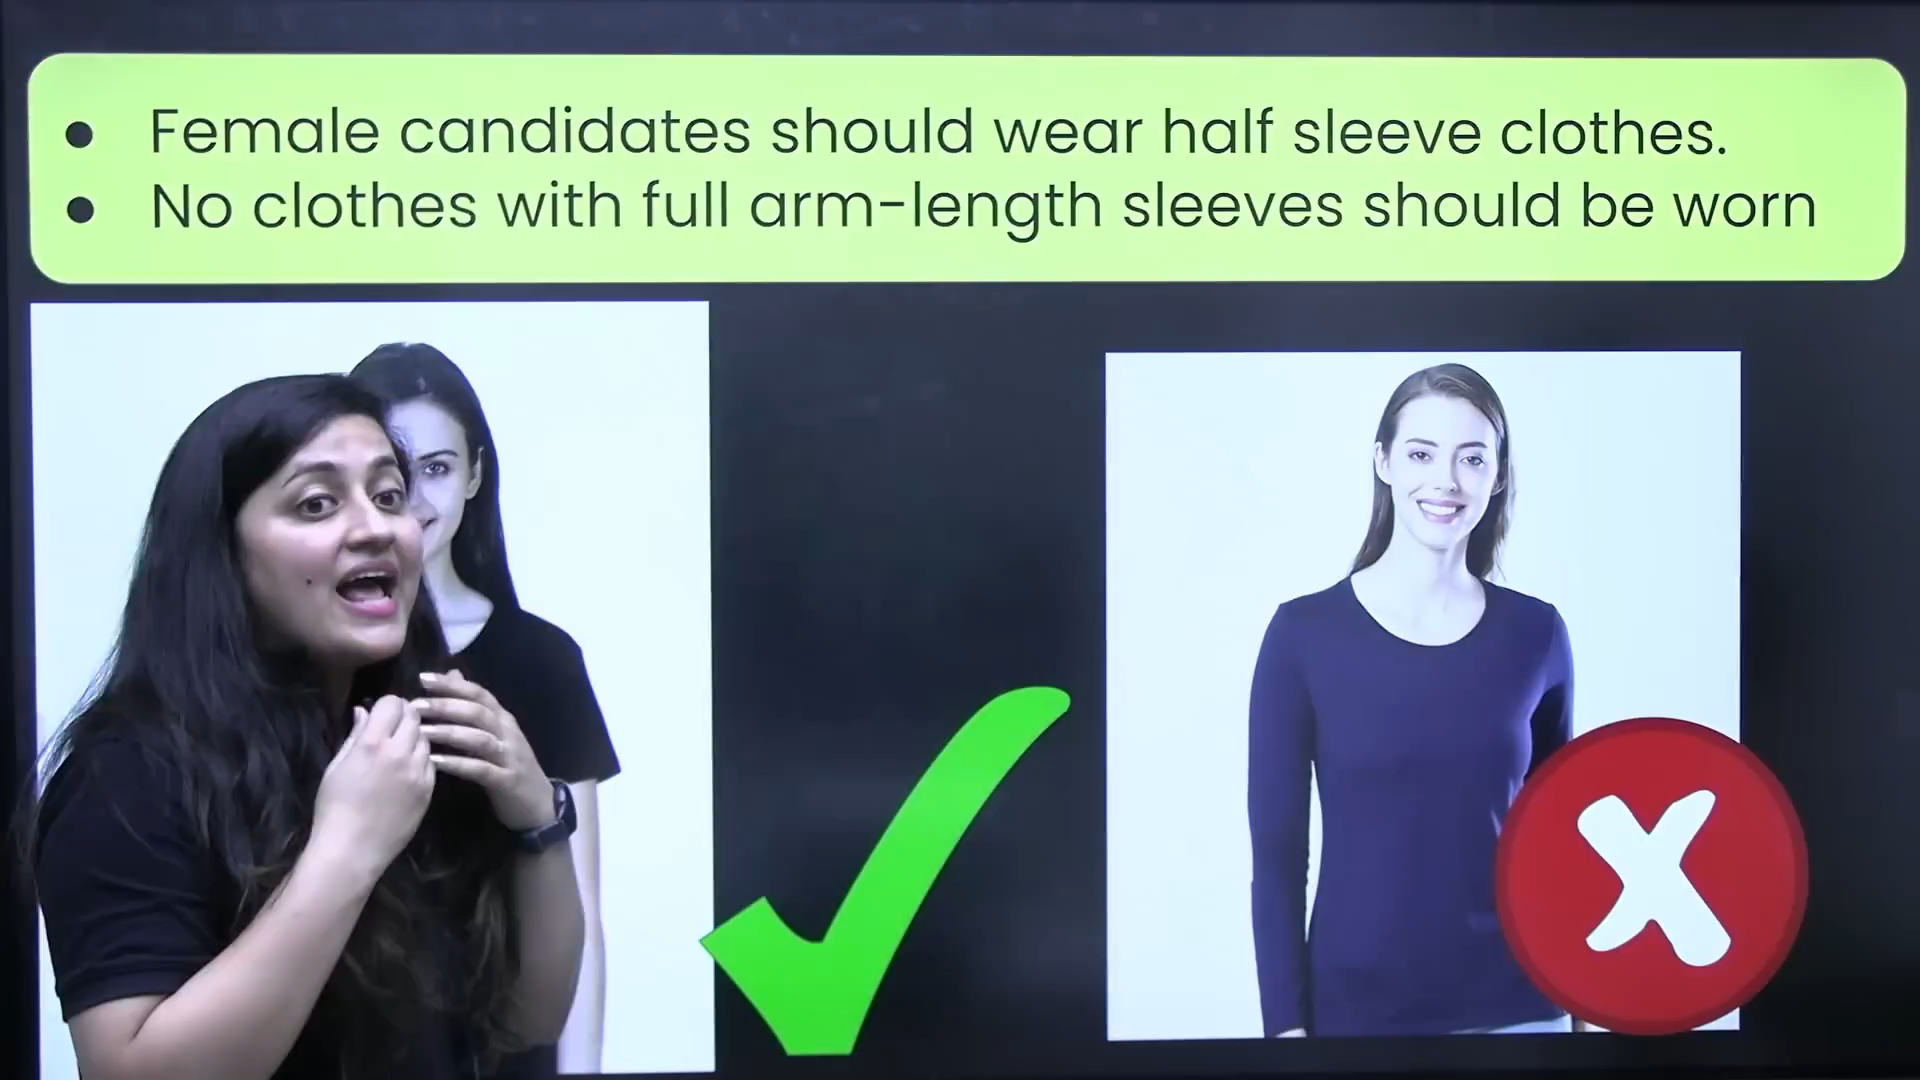 • Female candidates should wear half sleeve clothes.
• No clothes with full arm-length sleeves should be worn